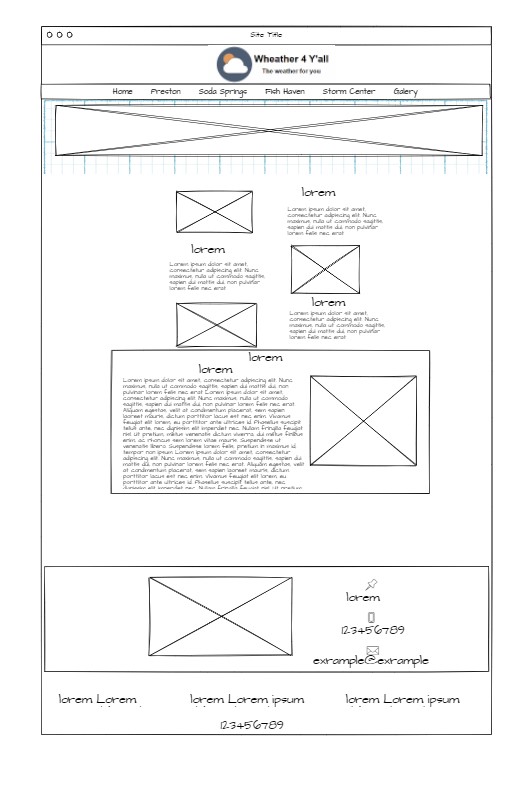 Site Title
Wheather 4 Y'all
The weather for you
Home Preston Soda Springs Fish Haven Storm Center Galery
lorem
Lorem ipsum dolor sit amet,
consectetur adipiscing elit. Nunc
maximus, nulla ut commodo sagittis,
sapien dui mattis dui, non pulvinar
lorem felis nec erat
lorem
Lorem ipsum dolor sit amet,
consectetur adipiscing elit. Nunc
maximus, nulla ut commodo sagittis,
sapien dui mattis dui, non pulvinar
lorem felis nec erat
lorem
Lorem ipsum dolor sit amet,
consectetur adipiscing elit. Nunc
maximus, nulla ut commodo sagittis,
sapien dui mattis dui, non pulvinar
lorem felis nec erat
lorem
lorem
Lorem ipsum dolor sit amet, consectetur adipiscing elit. Nunc
maximus, nulla ut commodo sagittis, sapien dui mattis dui, non
pulvinar lorem felis nec erat. Lorem ipsum dolor sit amet,
consectetur adipiscing elit. Nunc maximus, nulla ut commodo
sagittis, sapien dui mattis dui, non pulvinar lorem felis nec erat.
Aliquam egestas, velit at condimentum placerat, sem sapien
laoreet mauris, dictum porttitor lacus est nec enim. Vivamus
feugiat elit lorem, eu porttitor ante ultrices id. Phasellus suscipit
tellus ante, nec dignissim elit imperdiet nec. Nullam fringilla feugiat
nisl, ut pretium, metus venenatis dictum viverra, dui metus finibus
enim, ac rhoncus sem lorem vitae mauris. Suspendisse ut
venenatis libero. Suspendisse lorem felis, pretium in maximus id,
tempor non ipsum. Lorem ipsum dolor sit amet, consectetur
adipiscing elit. Nunc maximus, nulla ut commodo sagittis, sapien dui
mattis dui, non pulvinar lorem felis nec erat. Aliquam egestas, velit
at condimentum placerat, sem sapien laoreet mauris, dictum
porttitor lacus est nec enim. Vivamus feugiat elit lorem, eu
porttitor ante ultrices id. Phasellus suscipit tellus ante, nec
dignissim elit imperdiet nec. Nullam fringilla feugiat nisl, ut pretium
lorem
123456789
exrample@exrample
lorem Lorem lorem Lorem ipsum lorem Lorem ipsum
123456789